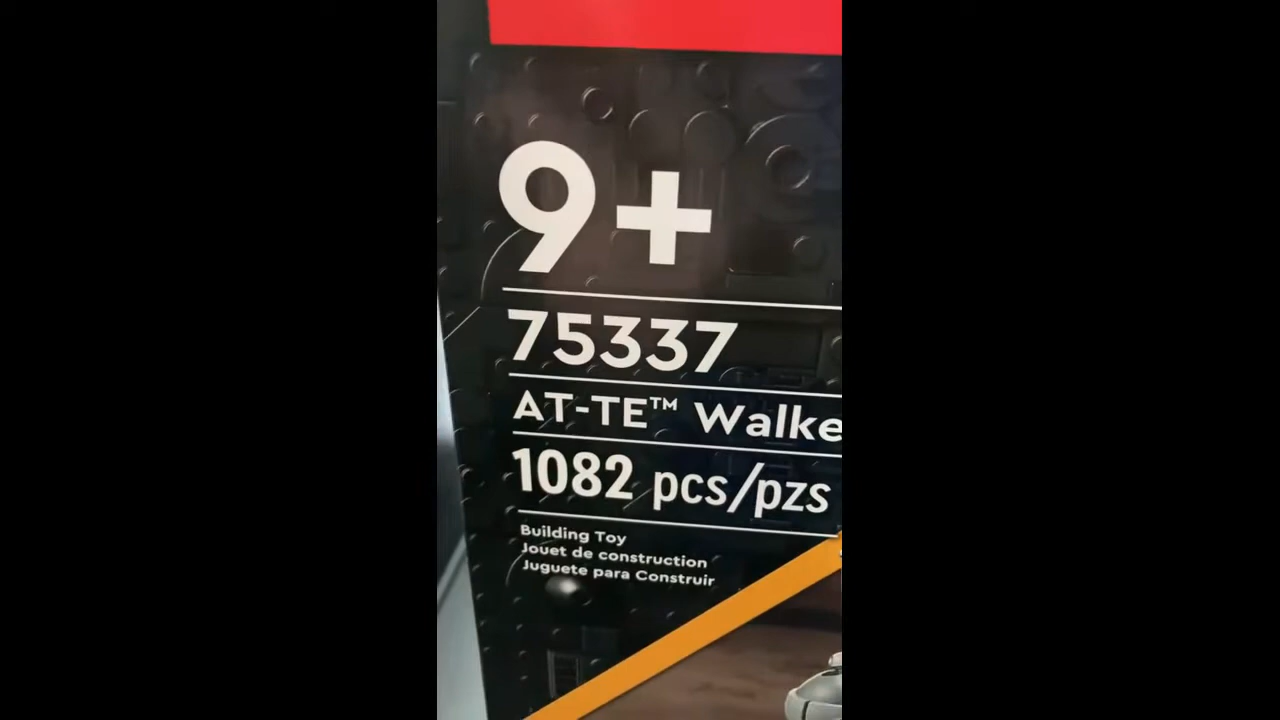 9+
75337
AT-TE™ Walke
1082 pcs/pzs
Building Toy
Jouet de construction
Juguete para Construir